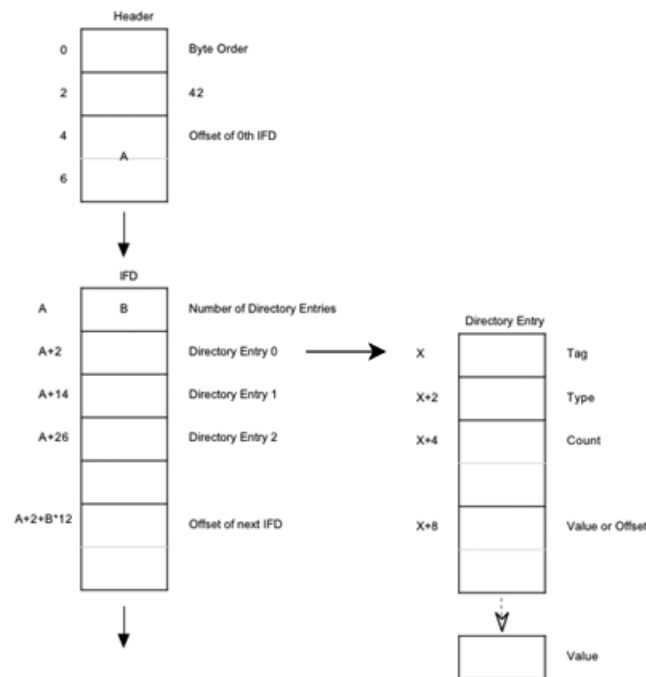 Header
0 Byte Order
2 42
4 Offset of 0th IFD
A
6
IFD
A B Number of Directory Entries
Directory Entry
A+2 Directory Entry 0 X Tag
A+14 Directory Entry 1 X+2 Type
A+26 Directory Entry 2 X+4 Count
A+2+B*12 Offset of next IFD X+8 Value or Offset
Value